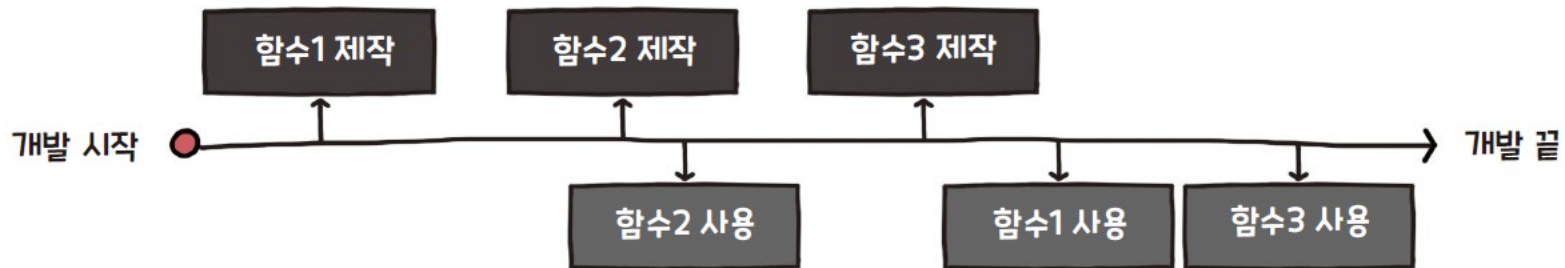 함수1 제작
함수2 제작
함수3 제작
개발 시작
개발 끝
함수2 사용
함수1 사용
함수3 사용